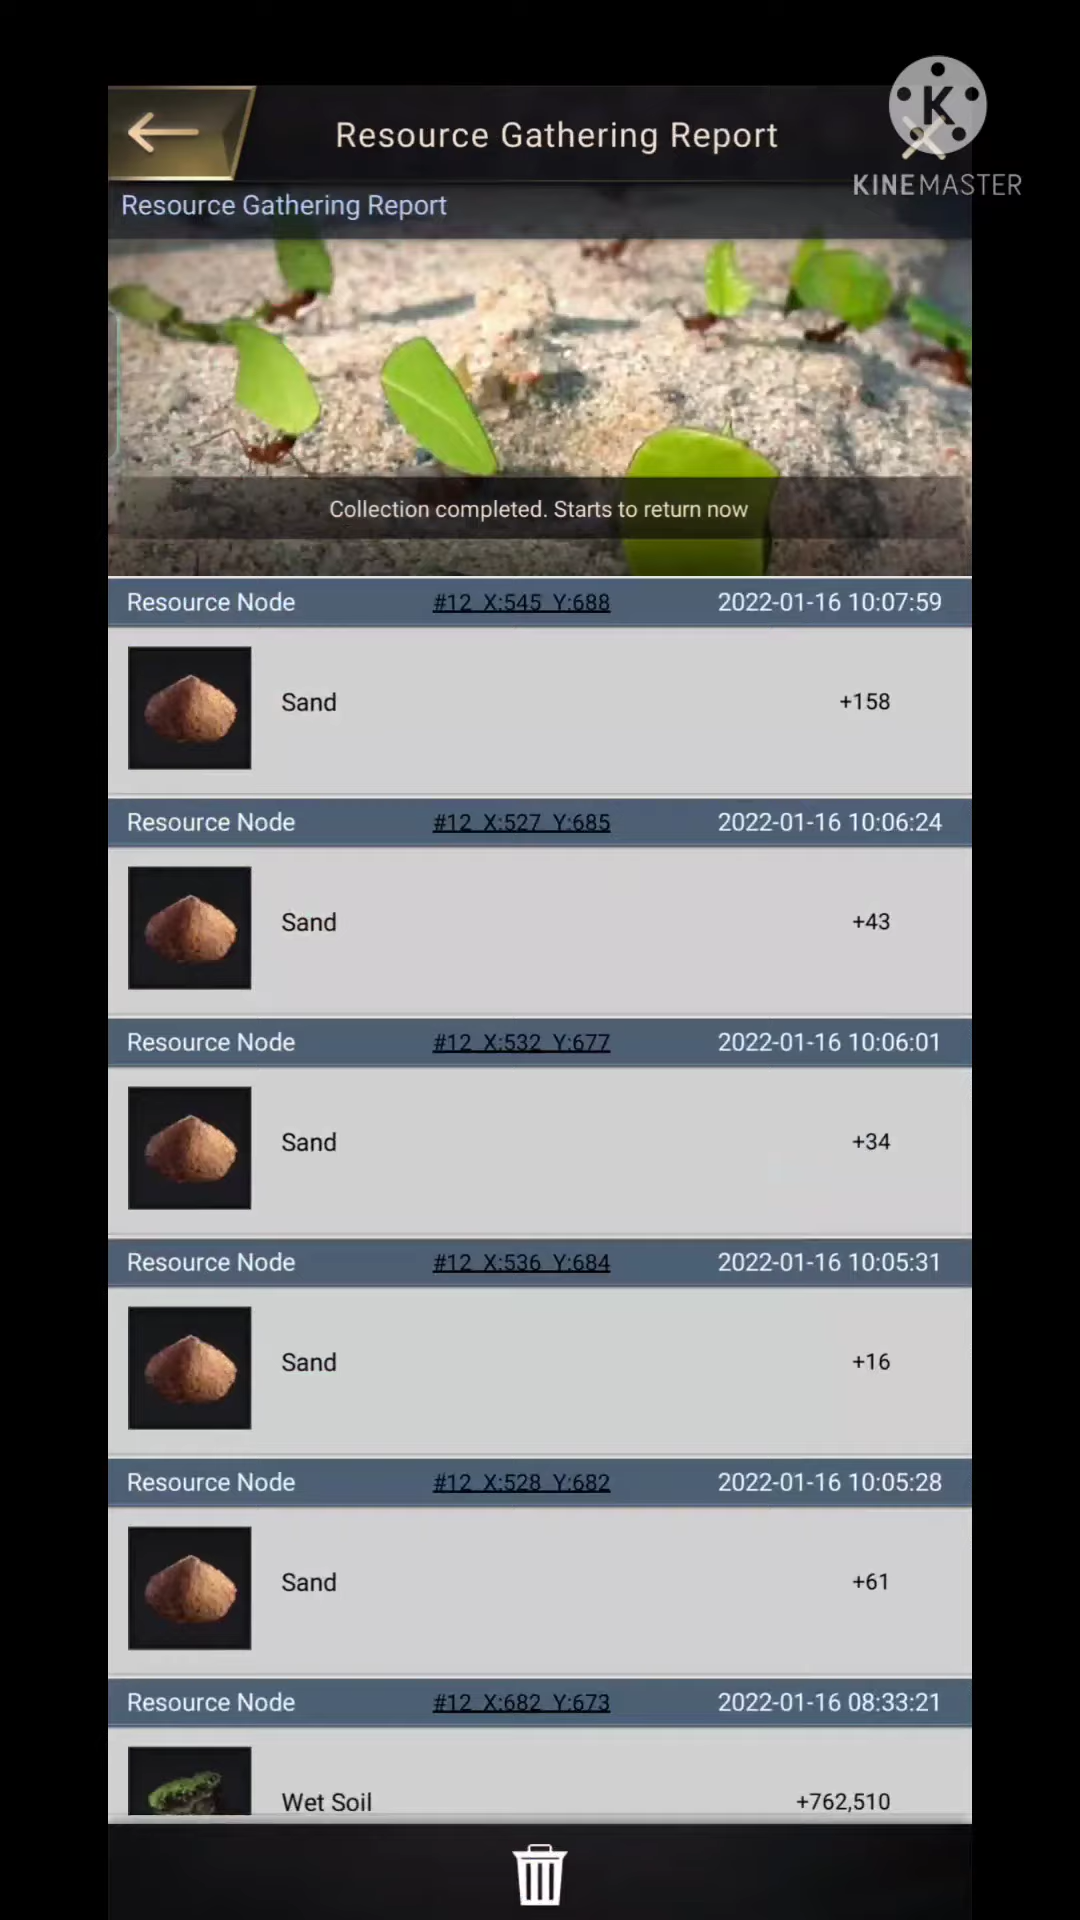 K
KINEMASTER
Resource Gathering Report
Resource Gathering Report
Collection completed. Starts to return now
Resource Node #12 X:545 Y:688 2022-01-16 10:07:59
Sand +158
Resource Node #12 X:527 Y:685 2022-01-16 10:06:24
Sand +43
Resource Node #12 X:532 Y:677 2022-01-16 10:06:01
Sand +34
Resource Node #12 X:536 Y:684 2022-01-16 10:05:31
Sand +16
Resource Node #12 X:528 Y:682 2022-01-16 10:05:28
Sand +61
Resource Node #12 X:682 Y:673 2022-01-16 08:33:21
Wet Soil +762,510